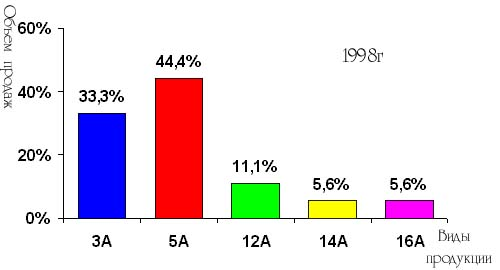 Объем продаж
60%
40%
20%
0%
1998г
33,3%
44,4%
11,1%
5,6%
5,6%
3А
5А
12А
14А
16А
Виды
продукции